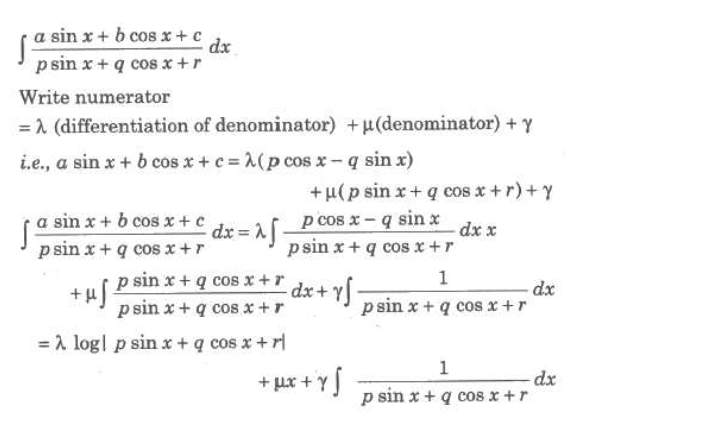 ∫ (a sin x + b cos x + c)/(p sin x + q cos x + r) dx
Write numerator
= λ (differentiation of denominator) + μ(denominator) + γ
i.e., a sin x + b cos x + c = λ(p cos x − q sin x)
+ μ(p sin x + q cos x + r) + γ
∫ (a sin x + b cos x + c)/(p sin x + q cos x + r) dx = λ∫ (p cos x − q sin x)/(p sin x + q cos x + r) dx x
+ μ∫ (p sin x + q cos x + r)/(p sin x + q cos x + r) dx + γ∫ 1/(p sin x + q cos x + r) dx
= λ log| p sin x + q cos x + r|
+ μx + γ ∫ 1/(p sin x + q cos x + r) dx